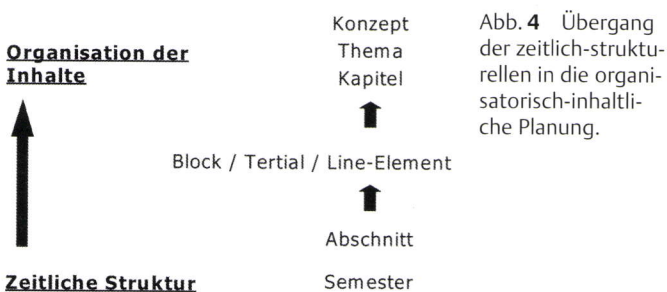 Konzept
Organisation der
Inhalte
Thema
Kapitel
Block / Tertial / Line-Element
Abschnitt
Zeitliche Struktur
Semester
Abb. 4 Übergang
der zeitlich-struktu-
rellen in die organi-
satorisch-inhaltli-
che Planung.